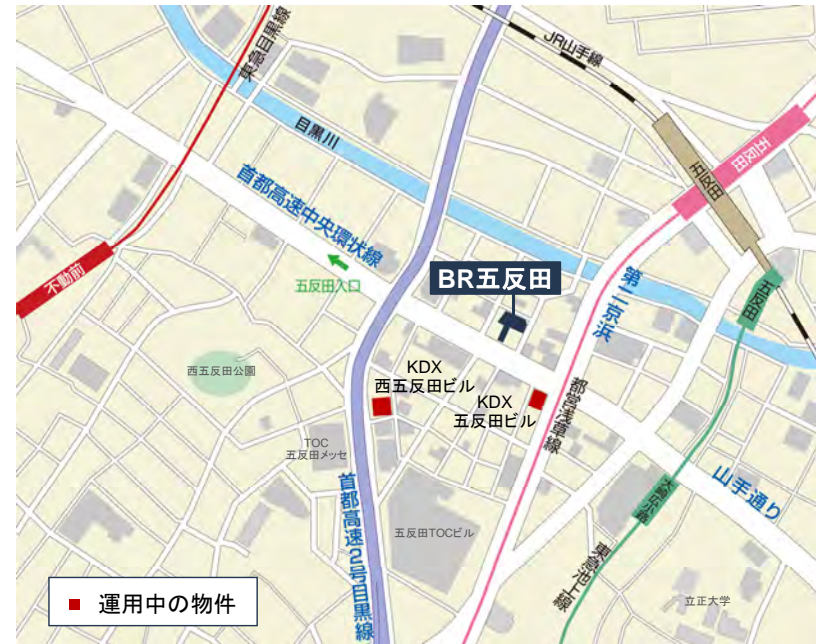 東急目黒線
JR山手線
目黒川
五反田
五反田
首都高速中央環状線
五反田入口
不動前
BR五反田
第二京浜
五反田
西五反田公園
KDX
西五反田ビル
KDX
五反田ビル
都営浅草線
TOC
五反田メッセ
首都高速2号目黒線
大崎広小路
山手通り
五反田TOCビル
東急池上線
立正大学
運用中の物件